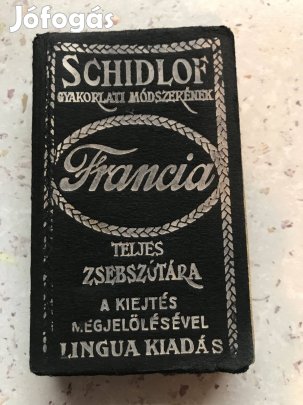 Jófogás
SCHIDLOF
GYAKORLATI MÓDSZERÉNEK
Francia
TELJES
ZSEBSZÓTÁRA
A KIEJTÉS
MEGJELÖLÉSÉVEL
LINGUA KIADÁS